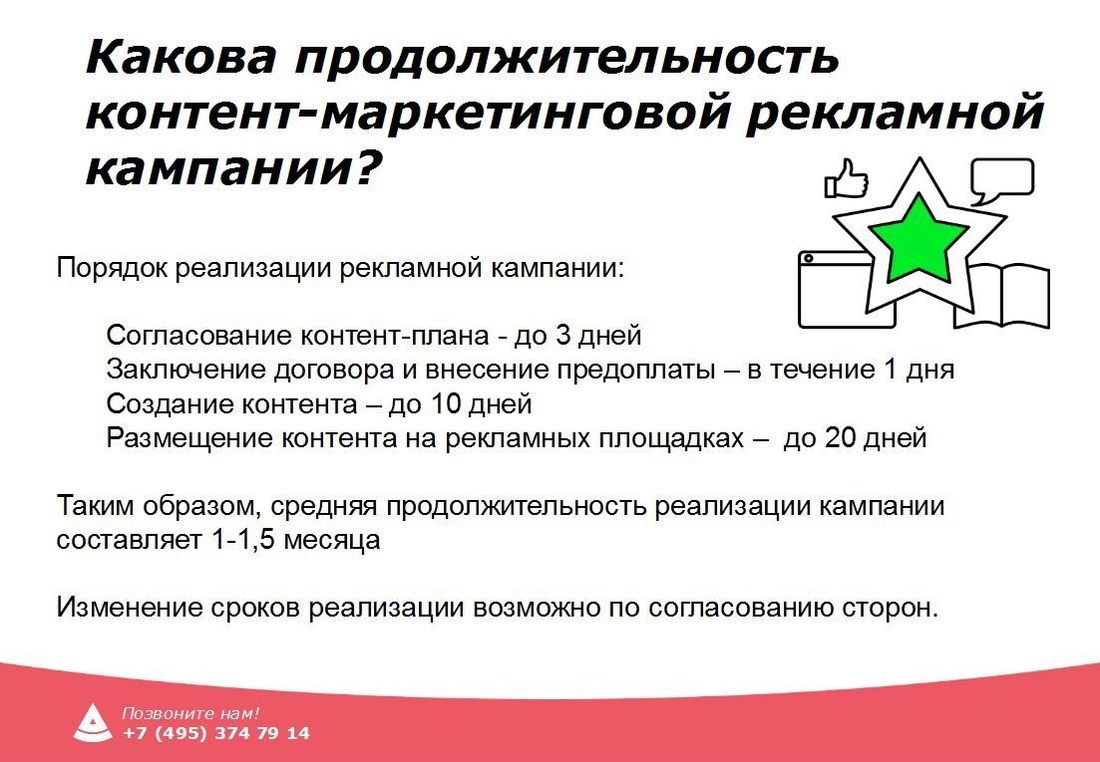 Какова продолжительность
контент-маркетинговой рекламной
кампании?
Порядок реализации рекламной кампании:
Согласование контент-плана - до 3 дней
Заключение договора и внесение предоплаты – в течение 1 дня
Создание контента – до 10 дней
Размещение контента на рекламных площадках –  до 20 дней
Таким образом, средняя продолжительность реализации кампании
составляет 1-1,5 месяца
Изменение сроков реализации возможно по согласованию сторон.
Позвоните нам!
+7 (495) 374 79 14